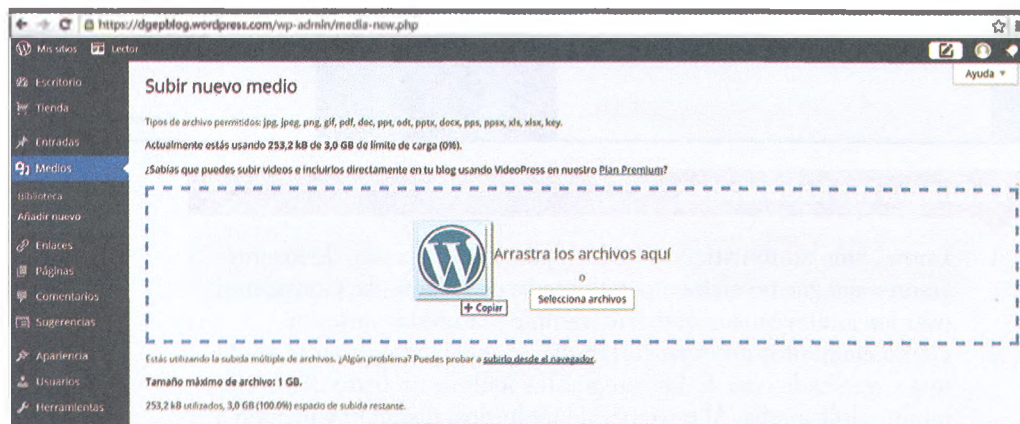 https://dgepblog.wordpress.com/wp-admin/media-new.php
Mis sitios Lector
Ayuda
Escritorio
Tienda
Entradas
Medios
Biblioteca
Añadir nuevo
Enlaces
Páginas
Comentarios
Sugerencias
Apariencia
Usuarios
Herramientas
Subir nuevo medio
Tipos de archivo permitidos: jpg, jpeg, png, gif, pdf, doc, ppt, odt, pptx, docx, pps, ppsx, xls, xlsx, key.
Actualmente estás usando 253,2 kB de 3,0 GB de límite de carga (0%).
¿Sabías que puedes subir videos e incluirlos directamente en tu blog usando VideoPress en nuestro Plan Premium?
Arrastra los archivos aquí
o
Selecciona archivos
+ Copiar
Estás utilizando la subida múltiple de archivos. ¿Algún problema? Puedes probar a subirlo desde el navegador.
Tamaño máximo de archivo: 1 GB.
253,2 kB utilizados, 3,0 GB (100.0%) espacio de subida restante.